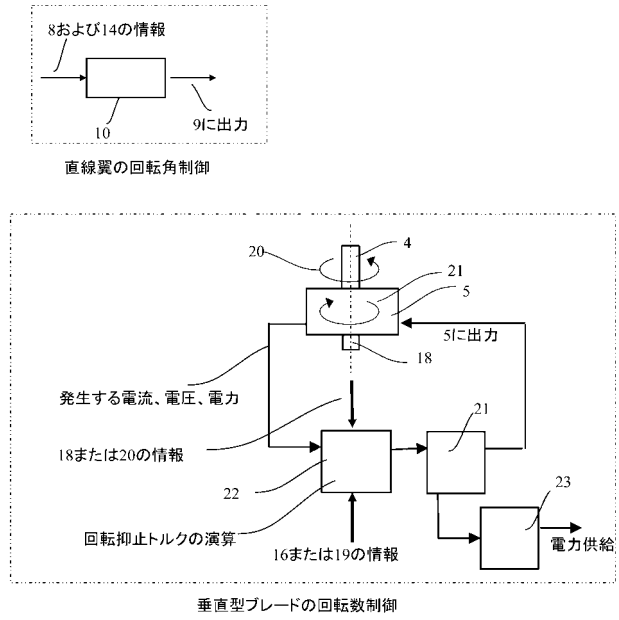 8および14の情報
10
9に出力
直線翼の回転角制御
20
4
21
5
5に出力
18
発生する電流、電圧、電力
21
18または20の情報
22
23
回転抑止トルクの演算
電力供給
16または19の情報
垂直型ブレードの回転数制御